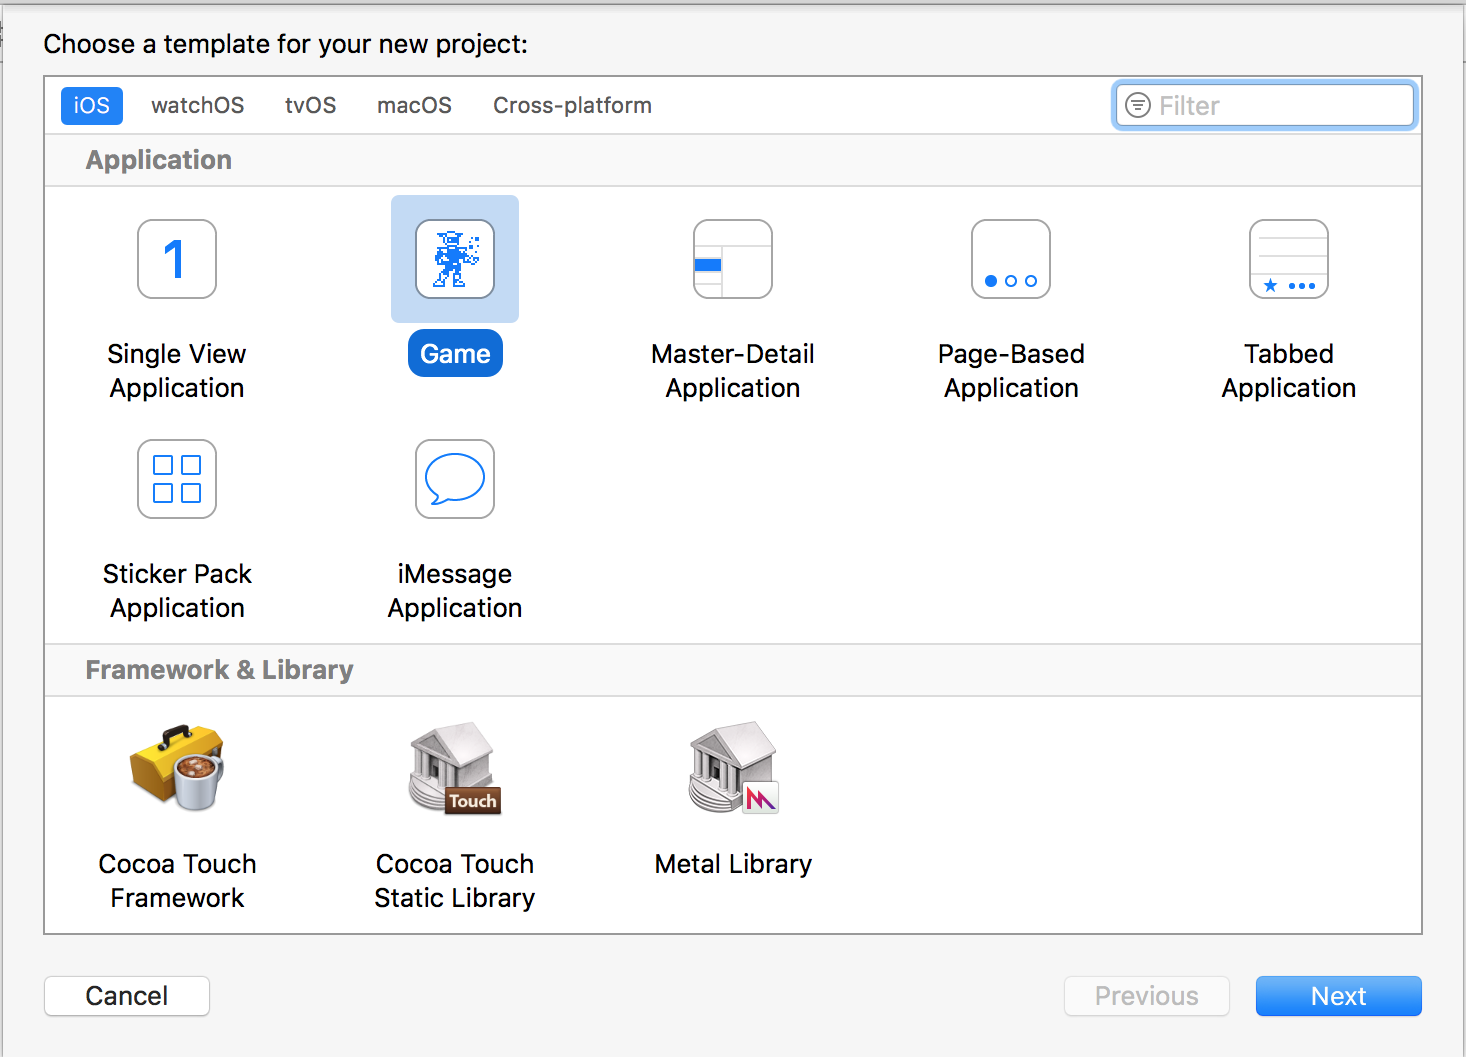 Choose a template for your new project:
iOS watchOS tvOS macOS Cross-platform Filter
Application
1
Single View
Application
Game
Master-Detail
Application
Page-Based
Application
Tabbed
Application
Sticker Pack
Application
iMessage
Application
Framework & Library
Cocoa Touch
Framework
Touch
Cocoa Touch
Static Library
Metal Library
Cancel Previous Next